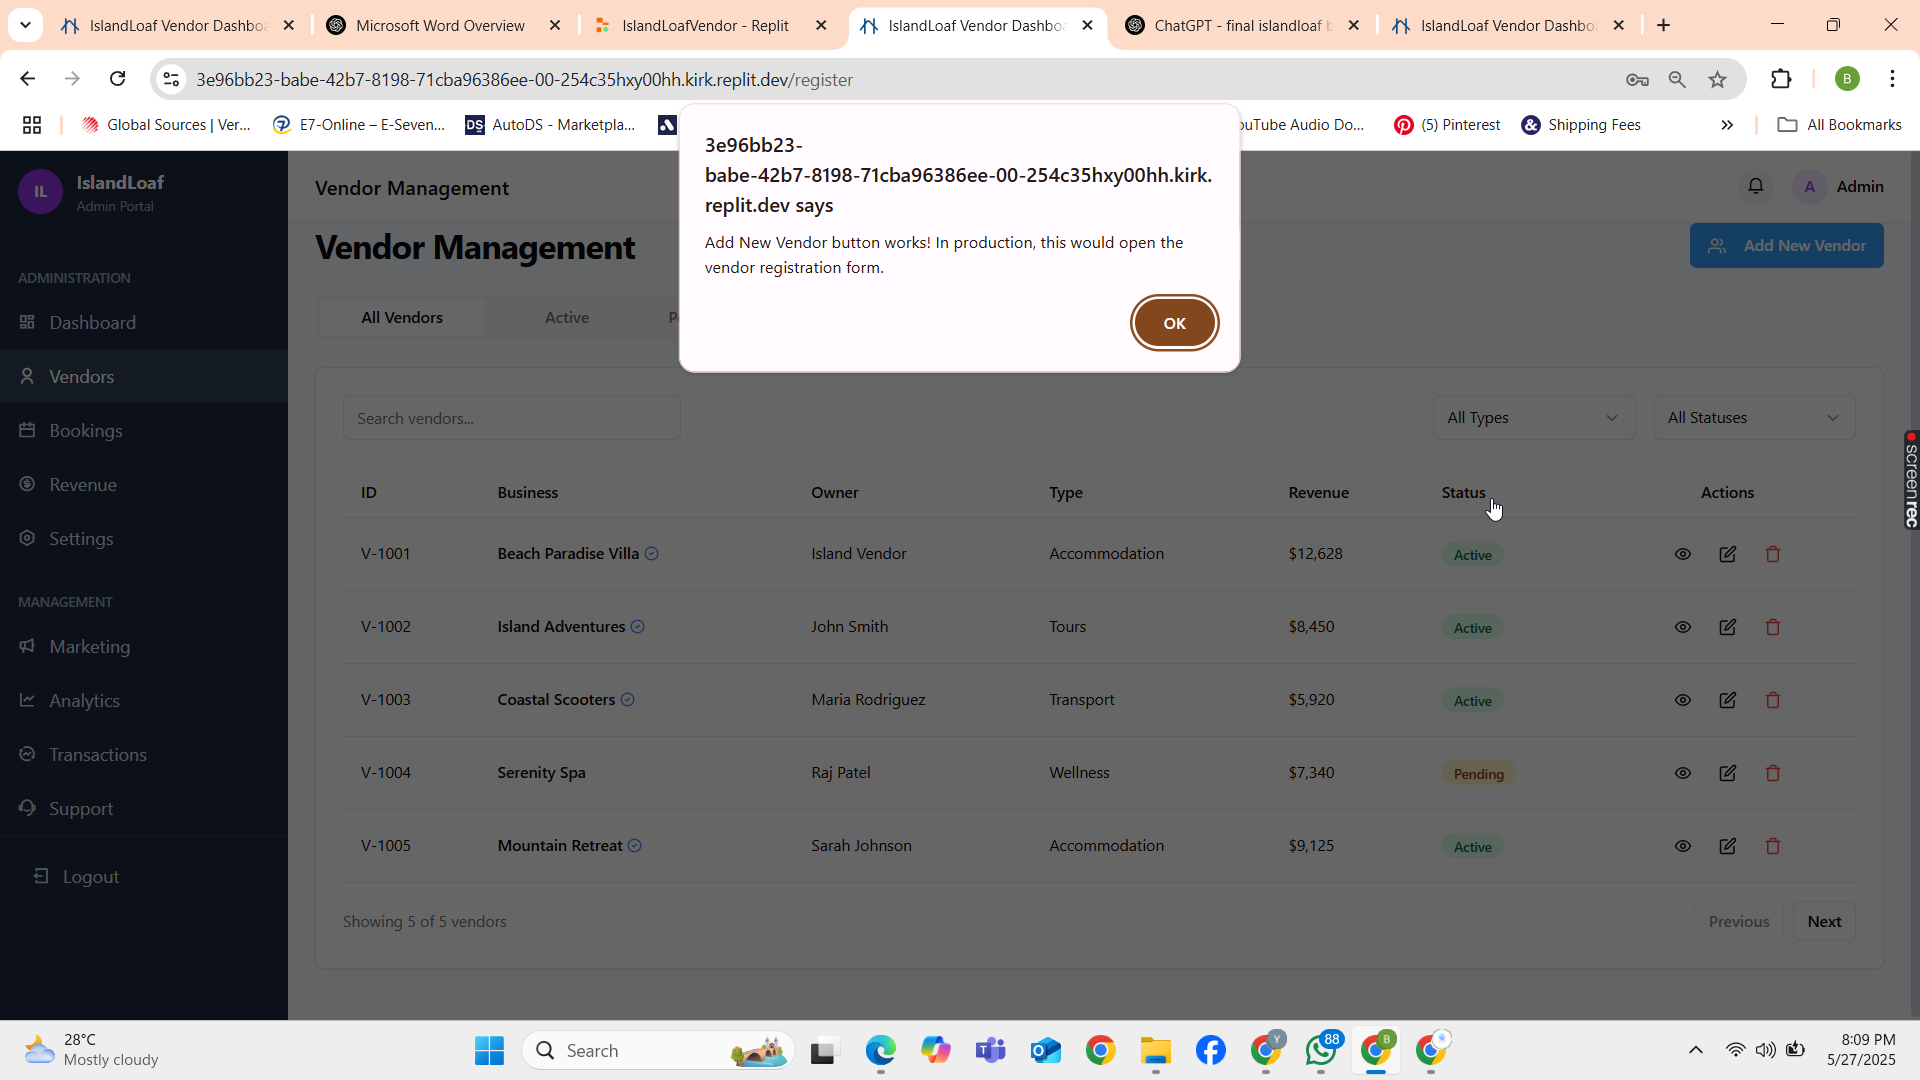 IslandLoaf Vendor Dashboa
Microsoft Word Overview
IslandLoafVendor - Replit
IslandLoaf Vendor Dashboa
ChatGPT - final islandloaf b
IslandLoaf Vendor Dashbo
3e96bb23-babe-42b7-8198-71cba96386ee-00-254c35hxy00hh.kirk.replit.dev/register
B
Global Sources | Ver...
E7-Online – E-Seven...
DS
AutoDS - Marketpla...
ouTube Audio Do...
(5) Pinterest
Shipping Fees
All Bookmarks
3e96bb23-
babe-42b7-8198-71cba96386ee-00-254c35hxy00hh.kirk.
replit.dev says
Add New Vendor button works! In production, this would open the
vendor registration form.
OK
IL
IslandLoaf
Admin Portal
ADMINISTRATION
Dashboard
Vendors
Bookings
Revenue
Settings
MANAGEMENT
Marketing
Analytics
Transactions
Support
Logout
Vendor Management
A
Admin
Vendor Management
Add New Vendor
All Vendors
Active
P
Search vendors...
All Types
All Statuses
ID Business Owner Type Revenue Status Actions
V-1001 Beach Paradise Villa Island Vendor Accommodation $12,628 Active
V-1002 Island Adventures John Smith Tours $8,450 Active
V-1003 Coastal Scooters Maria Rodriguez Transport $5,920 Active
V-1004 Serenity Spa Raj Patel Wellness $7,340 Pending
V-1005 Mountain Retreat Sarah Johnson Accommodation $9,125 Active
Showing 5 of 5 vendors
Previous
Next
screenrec
28°C
Mostly cloudy
Search
Y
88
B
8:09 PM
5/27/2025